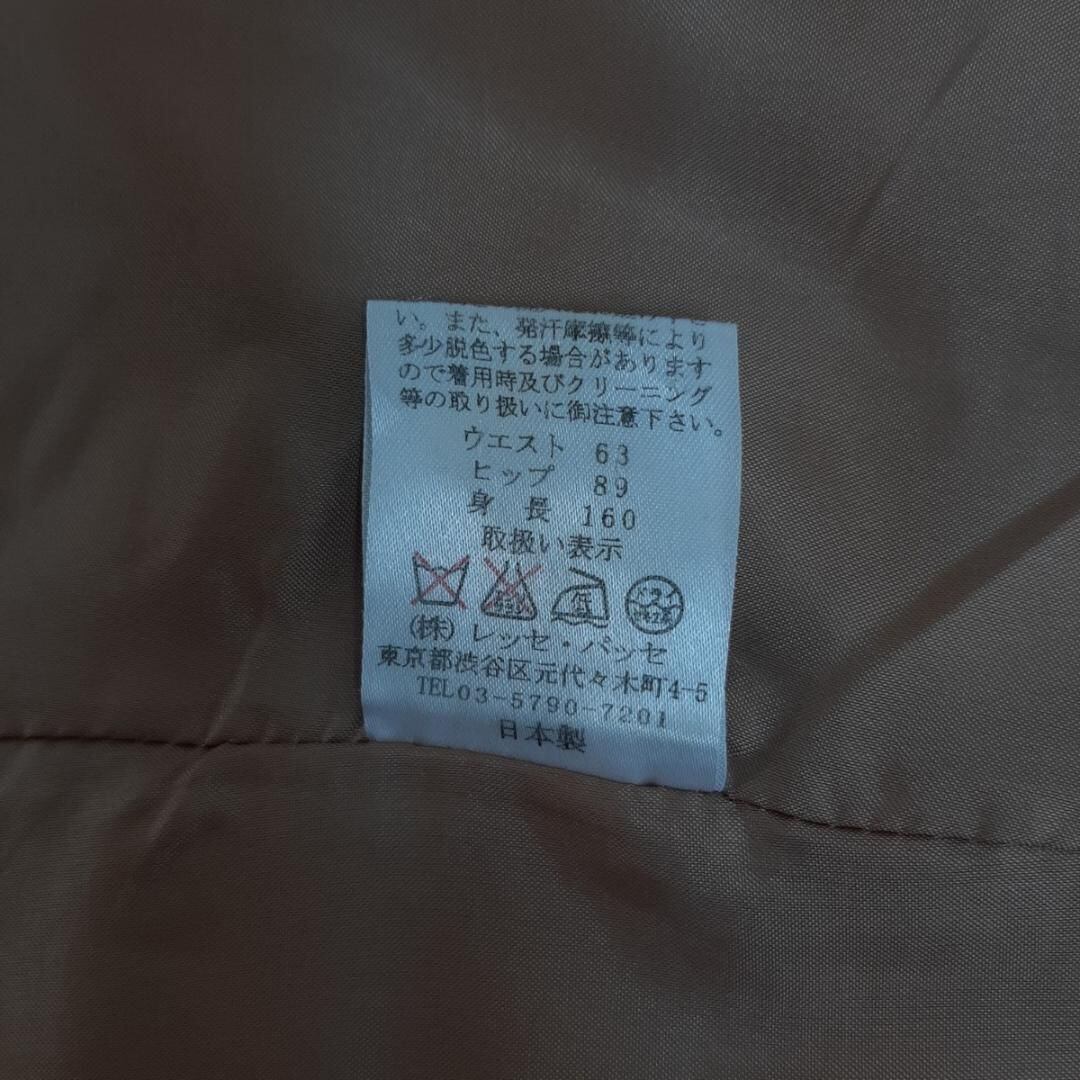 い。また、発汗摩擦等により
多少脱色する場合があります
ので着用時及びクリーニング
等の取り扱いに御注意下さい。
ウエスト 63
ヒップ 89
身長 160
取扱い表示
低
ドライ
(株)レッセ・パッセ
東京都渋谷区元代々木町4-5
TEL03-5790-7201
日本製